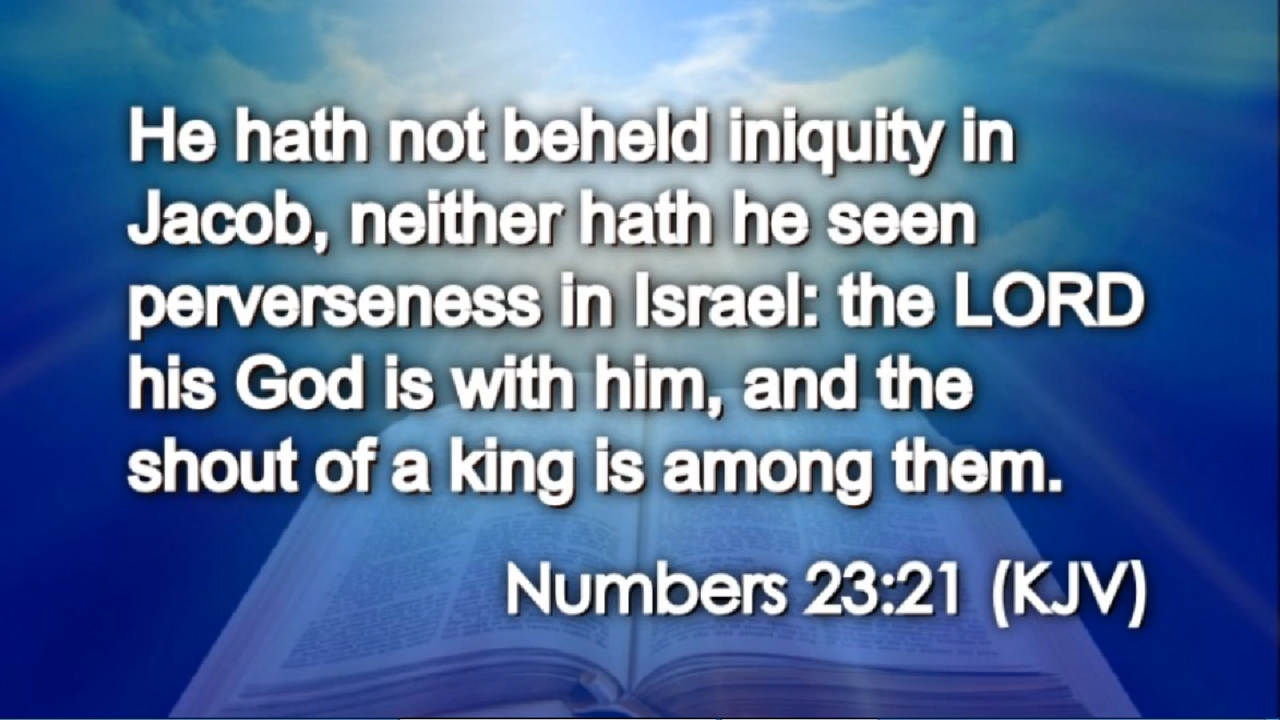 He hath not beheld iniquity in
Jacob, neither hath he seen
perverseness in Israel: the LORD
his God is with him, and the
shout of a king is among them.
Numbers 23:21 (KJV)